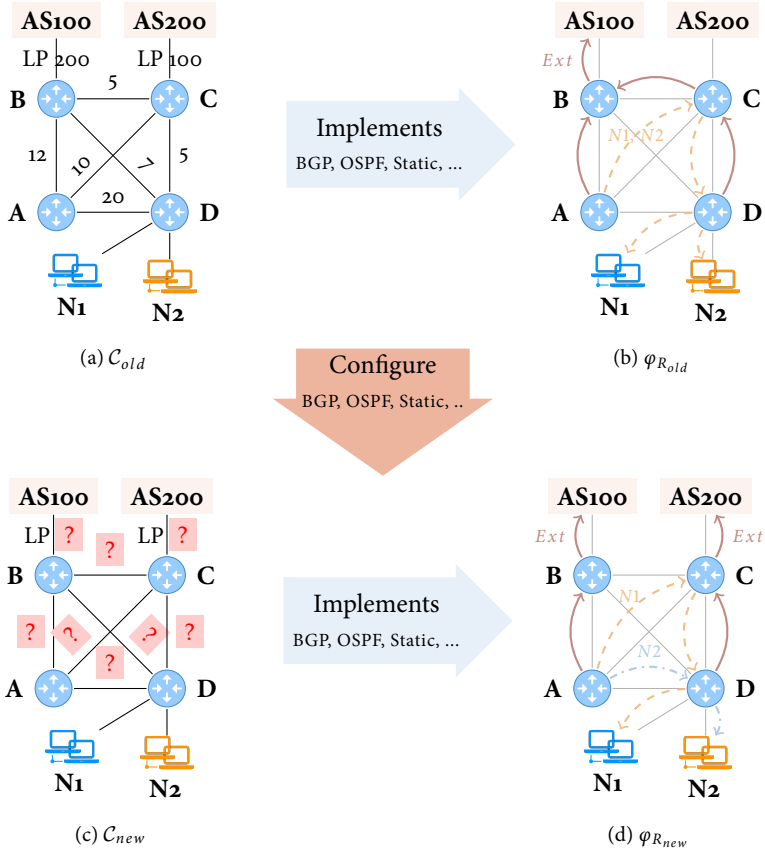 AS100 AS200
LP 200 LP 100
5
B C
12 10 7 5
20
A D
N1 N2
(a) C_old
Implements
BGP, OSPF, Static, ...
AS100 AS200
Ext
B C
N1, N2
A D
N1 N2
(b) φ_R_old
Configure
BGP, OSPF, Static, ..
AS100 AS200
LP ? LP ?
?
B C
? ? ? ?
?
A D
N1 N2
(c) C_new
Implements
BGP, OSPF, Static, ...
AS100 AS200
Ext Ext
B C
N1
N2
A D
N1 N2
(d) φ_R_new